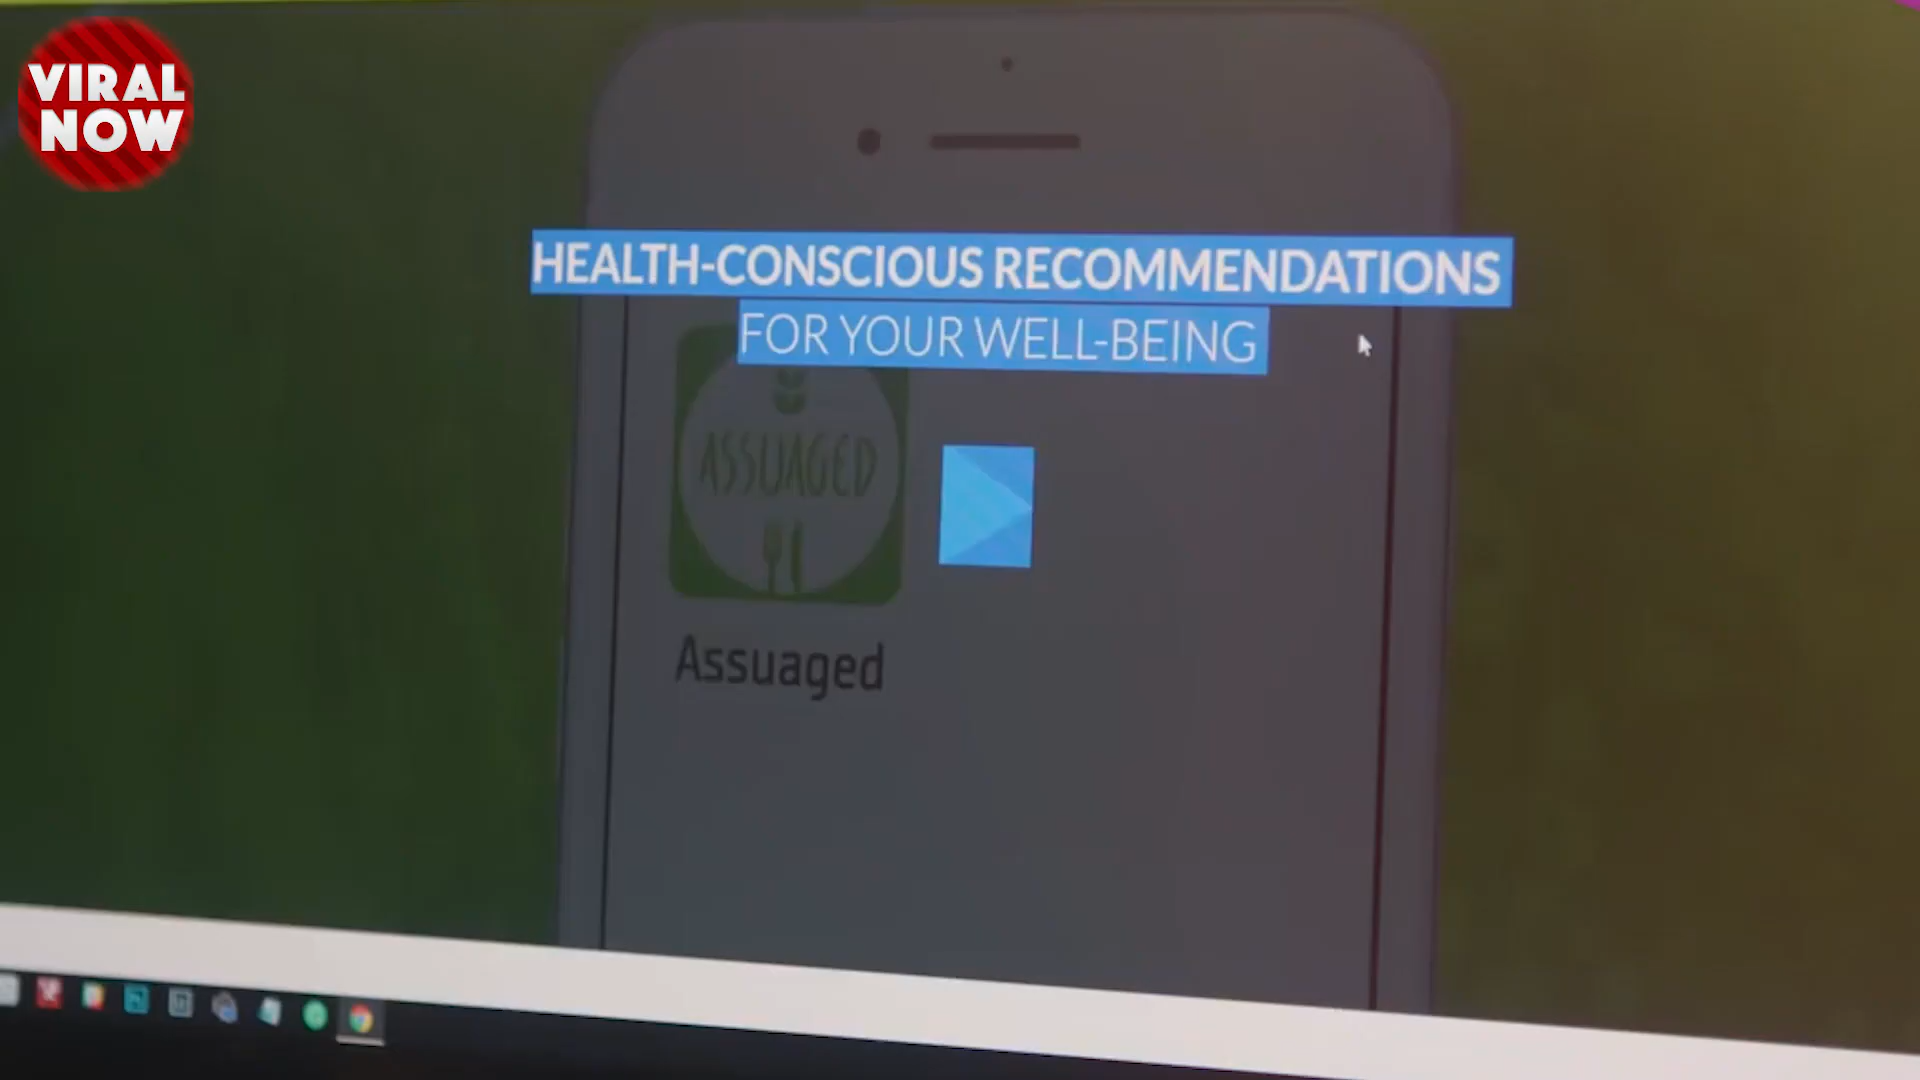 VIRAL
NOW
HEALTH-CONSCIOUS RECOMMENDATIONS
FOR YOUR WELL-BEING
ASSUAGED
Assuaged